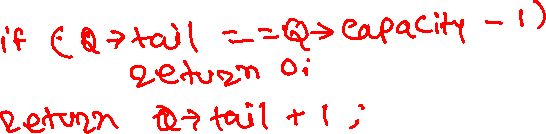 if (Q→tail == Q→capacity - 1)
return 0;
return Q→tail + 1;